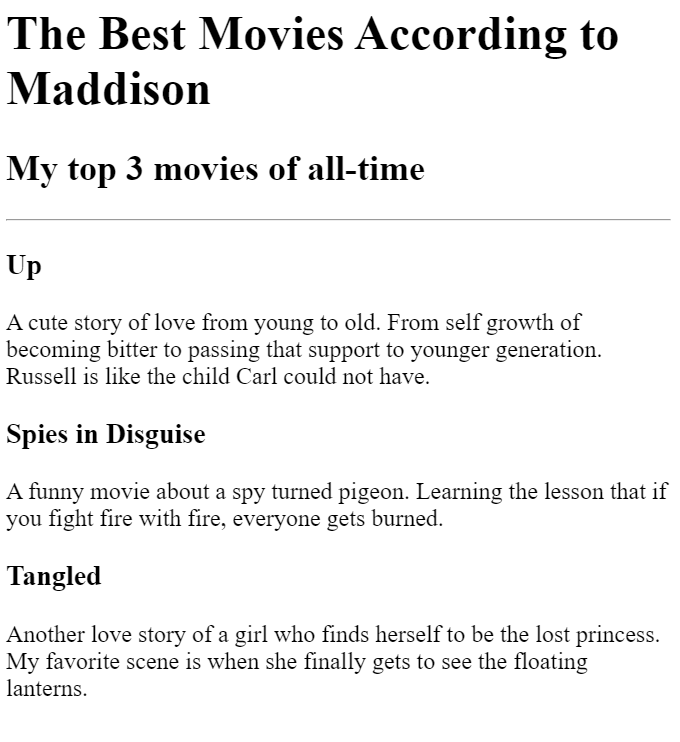 The Best Movies According to
Maddison
My top 3 movies of all-time
Up
A cute story of love from young to old. From self growth of
becoming bitter to passing that support to younger generation.
Russell is like the child Carl could not have.
Spies in Disguise
A funny movie about a spy turned pigeon. Learning the lesson that if
you fight fire with fire, everyone gets burned.
Tangled
Another love story of a girl who finds herself to be the lost princess.
My favorite scene is when she finally gets to see the floating
lanterns.